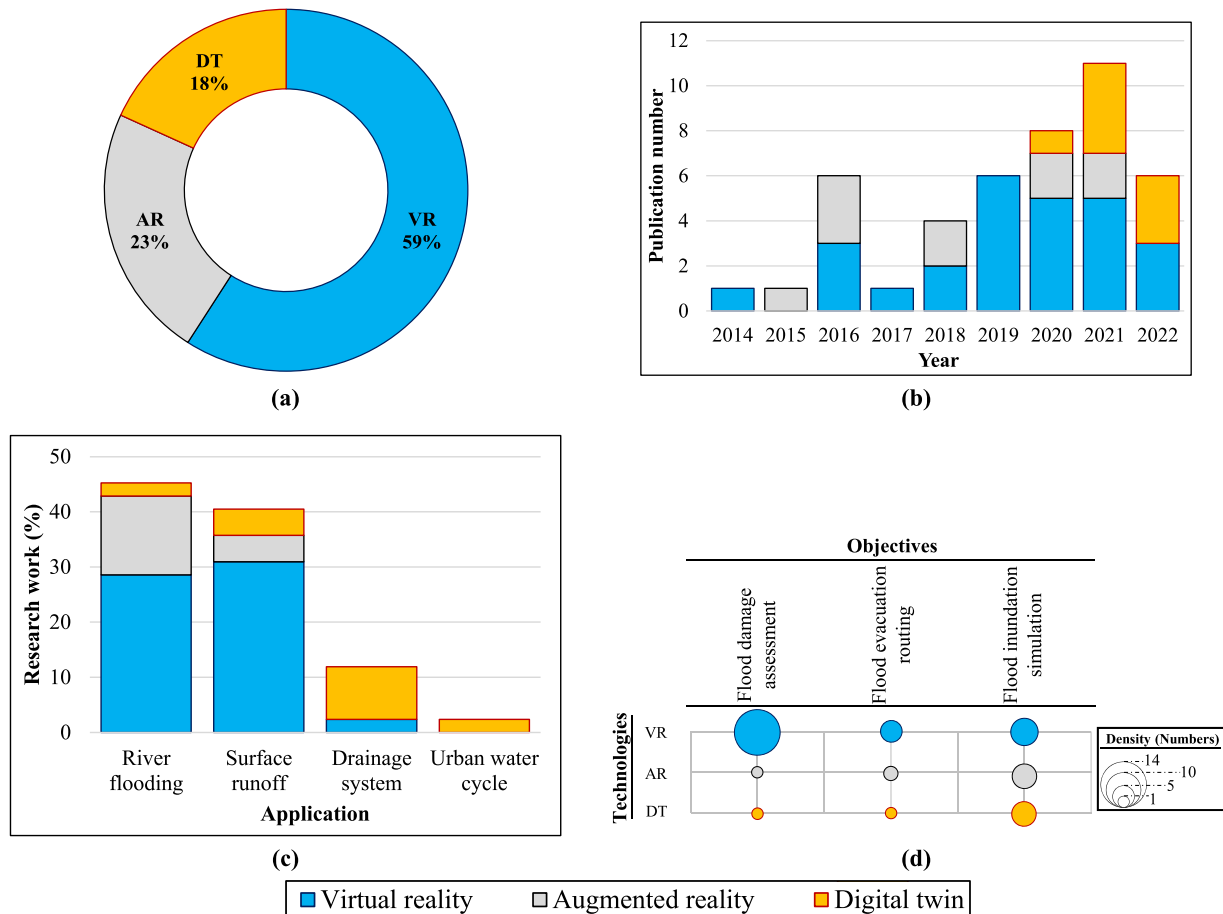 DT
18%
AR
23%
VR
59%
(a)
Publication number
12
10
8
6
4
2
0
2014 2015 2016 2017 2018 2019 2020 2021 2022
Year
(b)
Research work (%)
50
40
30
20
10
0
River flooding
Surface runoff
Drainage system
Urban water cycle
Application
(c)
Objectives
Flood damage
assessment
Flood evacuation
routing
Flood inundation
simulation
Technologies
VR
AR
DT
Density (Numbers)
14
10
5
1
(d)
Virtual reality
Augmented reality
Digital twin